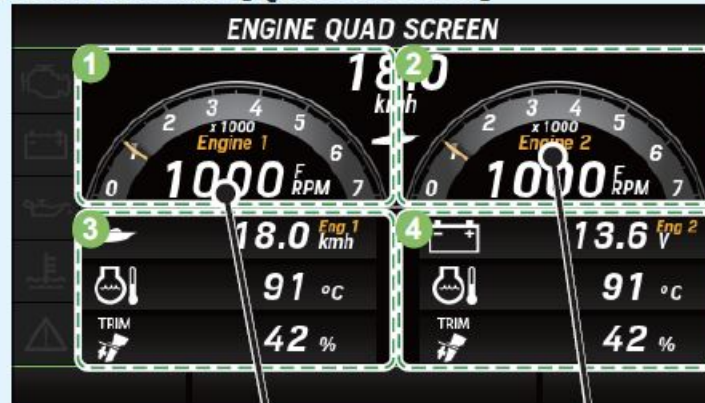 ENGINE QUAD SCREEN
1
18.0
kmh
2
0 1 2 3 4 5 6 7
x 1000
Engine 1
1000 F RPM
0 1 2 3 4 5 6 7
x 1000
Engine 2
1000 F RPM
3
18.0 Eng 1 kmh
91 °C
TRIM
42 %
4
13.6 Eng 2 V
91 °C
TRIM
42 %